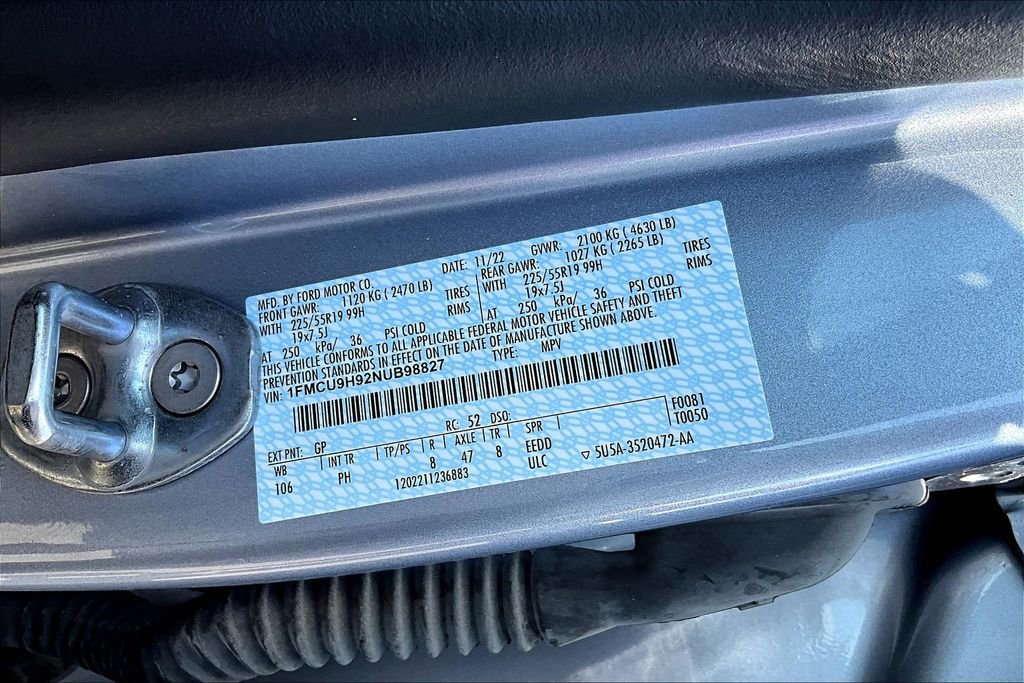 MFD. BY FORD MOTOR CO.
DATE: 11/22 GVWR: 2100 KG ( 4630 LB)
FRONT GAWR: 1120 KG ( 2470 LB) REAR GAWR: 1027 KG ( 2265 LB)
WITH 225/55R19 99H TIRES WITH 225/55R19 99H TIRES
19x7.5J RIMS 19x7.5J RIMS
AT 250 kPa/ 36 PSI COLD AT 250 kPa/ 36 PSI COLD
THIS VEHICLE CONFORMS TO ALL APPLICABLE FEDERAL MOTOR VEHICLE SAFETY AND THEFT
PREVENTION STANDARDS IN EFFECT ON THE DATE OF MANUFACTURE SHOWN ABOVE.
VIN: 1FMCU9H92NUB98827 TYPE: MPV
EXT PNT: GP RC: 52 DSO: F0081
WB INT TR TP/PS R AXLE TR SPR T0050
106 PH 8 47 8 EEDD
1202211236883 ULC ▽ 5U5A-3520472-AA